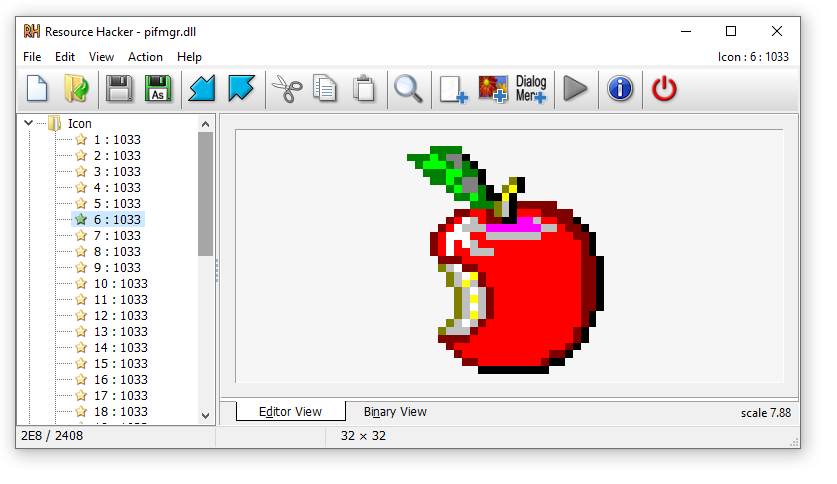 RH Resource Hacker - pifmgr.dll
File Edit View Action Help Icon : 6 : 1033
As Dialog
Menu
Icon
1 : 1033
2 : 1033
3 : 1033
4 : 1033
5 : 1033
6 : 1033
7 : 1033
8 : 1033
9 : 1033
10 : 1033
11 : 1033
12 : 1033
13 : 1033
14 : 1033
15 : 1033
16 : 1033
17 : 1033
18 : 1033
Editor View Binary View scale 7.88
2E8 / 2408 32 × 32